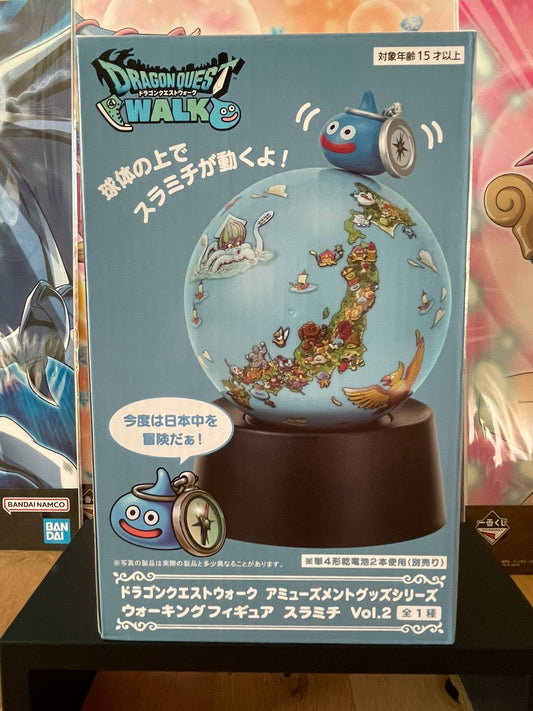 対象年齢15才以上
DRAGON QUEST
ドラゴンクエストウォーク
WALK
球体の上で
スラミチが動くよ!
今度は日本中を
冒険だぁ!
※写真の製品は実際の製品と多少異なることがあります。
※単4形乾電池2本使用(別売り)
ドラゴンクエストウォーク アミューズメントグッズシリーズ
ウォーキングフィギュア スラミチ Vol.2 全1種
BANDAI NAMCO
BAN
DAI
一番くじ